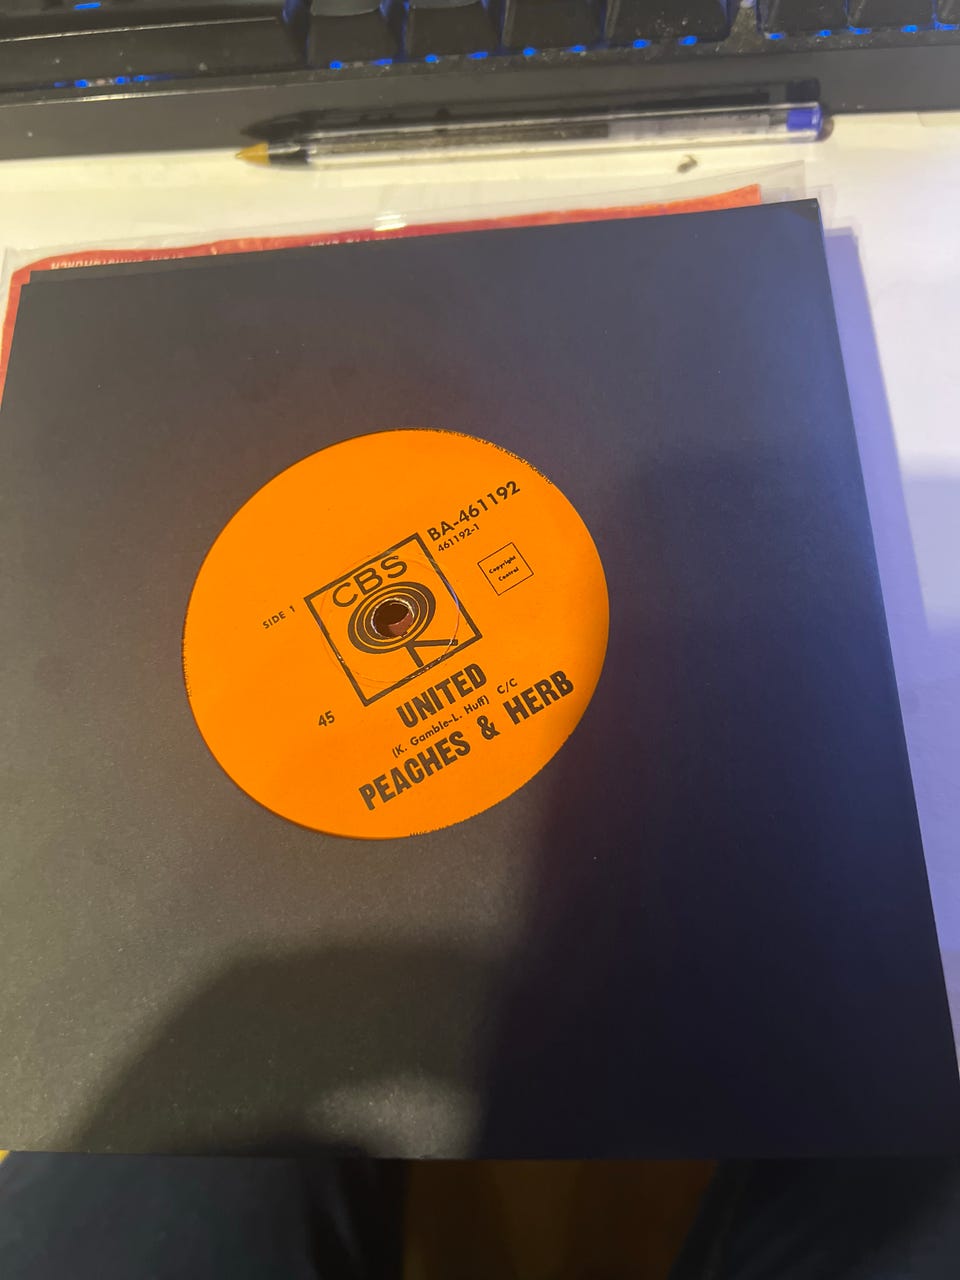 BA-461192
461192-1
CBS
Copyright
Control
SIDE 1
45
UNITED
(K. Gamble-L. Huff) C/C
PEACHES & HERB